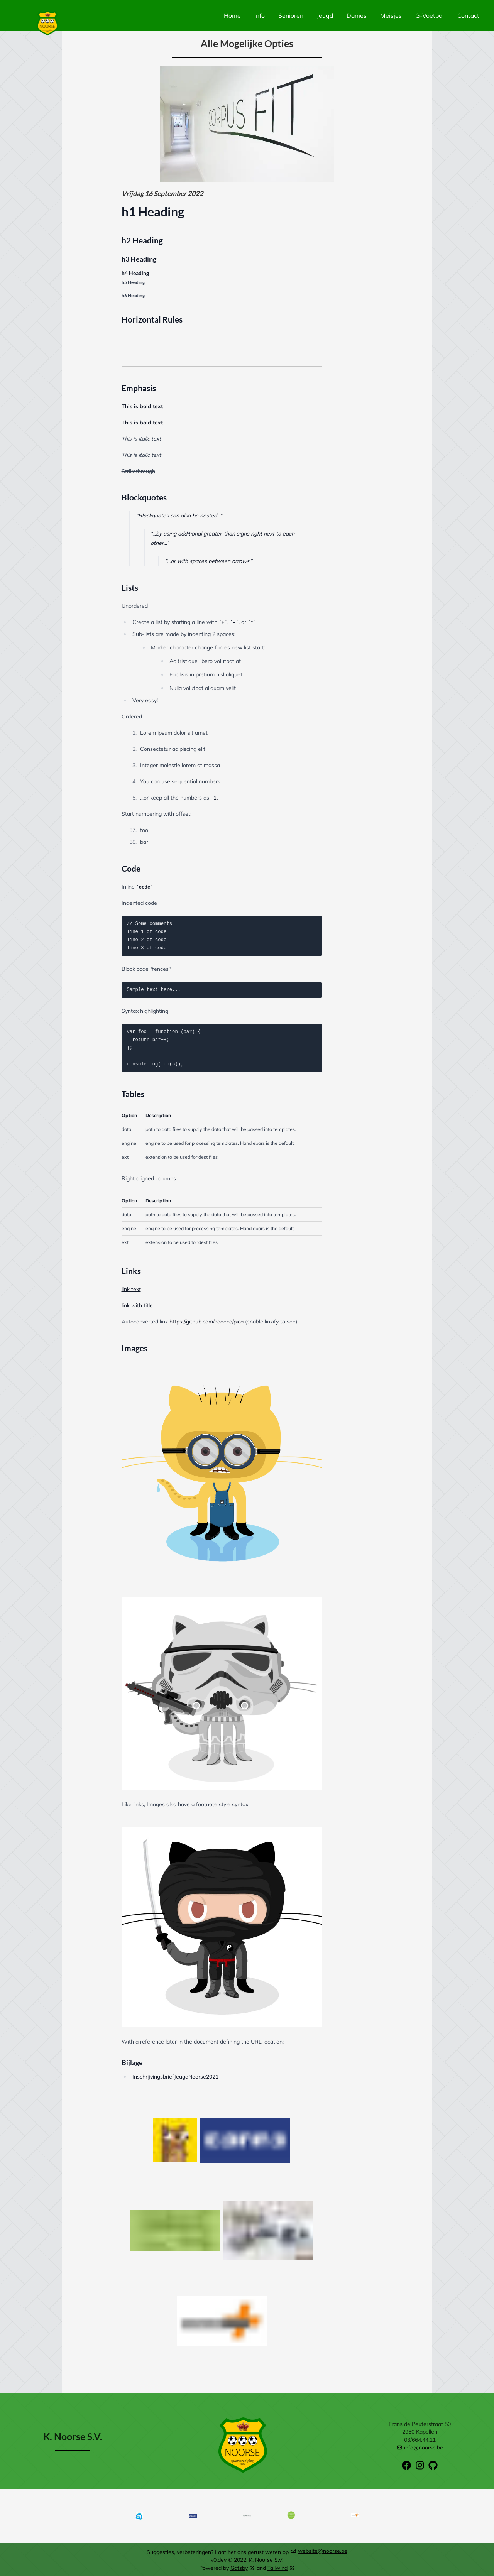 NOORSE
Home Info Senioren Jeugd Dames Meisjes G-Voetbal Contact
Alle Mogelijke Opties
CORPUS FIT
Vrijdag 16 September 2022
h1 Heading
h2 Heading
h3 Heading
h4 Heading
h5 Heading
h6 Heading
Horizontal Rules
Emphasis
This is bold text
This is bold text
This is italic text
This is italic text
Strikethrough
Blockquotes
“Blockquotes can also be nested...”
“...by using additional greater-than signs right next to each
other...”
“...or with spaces between arrows.”
Lists
Unordered
Create a list by starting a line with `+`, `-`, or `*`
Sub-lists are made by indenting 2 spaces:
Marker character change forces new list start:
Ac tristique libero volutpat at
Facilisis in pretium nisl aliquet
Nulla volutpat aliquam velit
Very easy!
Ordered
1. Lorem ipsum dolor sit amet
2. Consectetur adipiscing elit
3. Integer molestie lorem at massa
4. You can use sequential numbers...
5. ...or keep all the numbers as `1.`
Start numbering with offset:
57. foo
58. bar
Code
Inline `code`
Indented code
// Some comments
line 1 of code
line 2 of code
line 3 of code
Block code "fences"
Sample text here...
Syntax highlighting
var foo = function (bar) {
return bar++;
};
console.log(foo(5));
Tables
Option Description
data path to data files to supply the data that will be passed into templates.
engine engine to be used for processing templates. Handlebars is the default.
ext extension to be used for dest files.
Right aligned columns
Option Description
data path to data files to supply the data that will be passed into templates.
engine engine to be used for processing templates. Handlebars is the default.
ext extension to be used for dest files.
Links
link text
link with title
Autoconverted link https://github.com/nodeca/pica (enable linkify to see)
Images
Like links, Images also have a footnote style syntax
With a reference later in the document defining the URL location:
Bijlage
InschrijvingsbriefJeugdNoorse2021
K. Noorse S.V.
NOORSE
Frans de Peuterstraat 50
2950 Kapellen
03/664.44.11
info@noorse.be
Suggesties, verbeteringen? Laat het ons gerust weten op website@noorse.be
v0.dev © 2022, K. Noorse S.V.
Powered by Gatsby and Tailwind